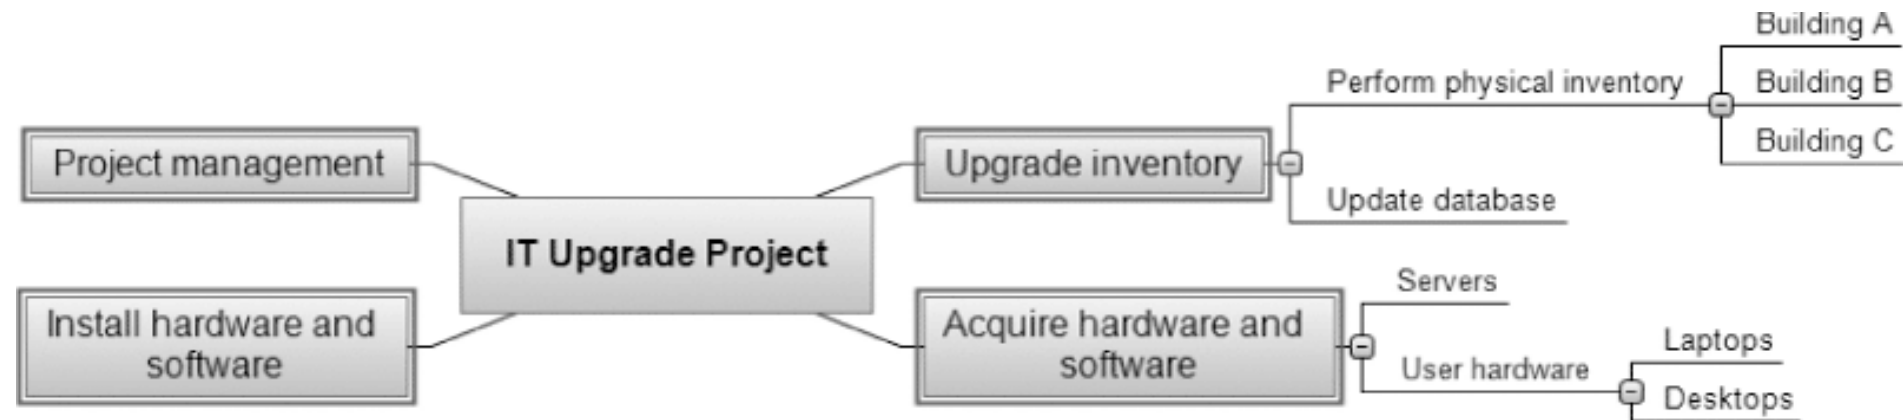 Building A
Perform physical inventory
Building B
Building C
Project management
Upgrade inventory
Update database
IT Upgrade Project
Servers
Install hardware and
software
Acquire hardware and
software
User hardware
Laptops
Desktops